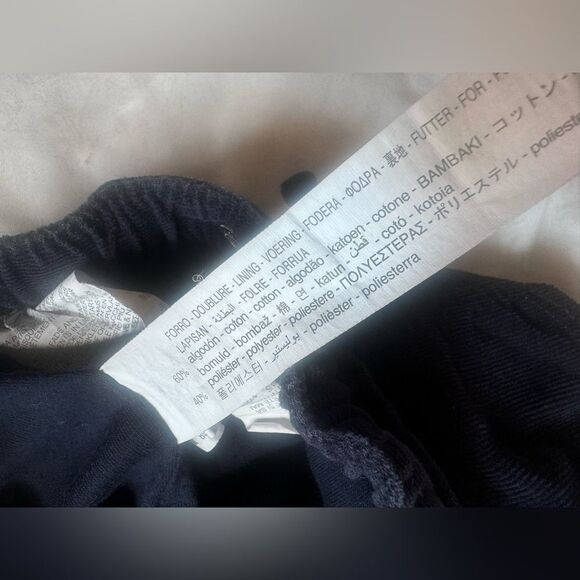 FORRO - DOUBLURE - LINING - VOERING - FODERA - ΦΟΔΡΑ - 裏地 - FUTTER - FOR -
LAPISAN - البطانة - FOLRE - FORRUA
60% algodón - coton - cotton - algodão - katoen - cotone - BAMBAKI - コットン -
bomuld - bombaž - 棉 - 면 - katun - قطن - cotó - kotoia
40% poliéster - polyester - poliestere - ΠΟΛΥΕΣΤΕΡΑΣ - ポリエステル - poliester
폴리에스터 - بوليستير - polièster - poliesterra